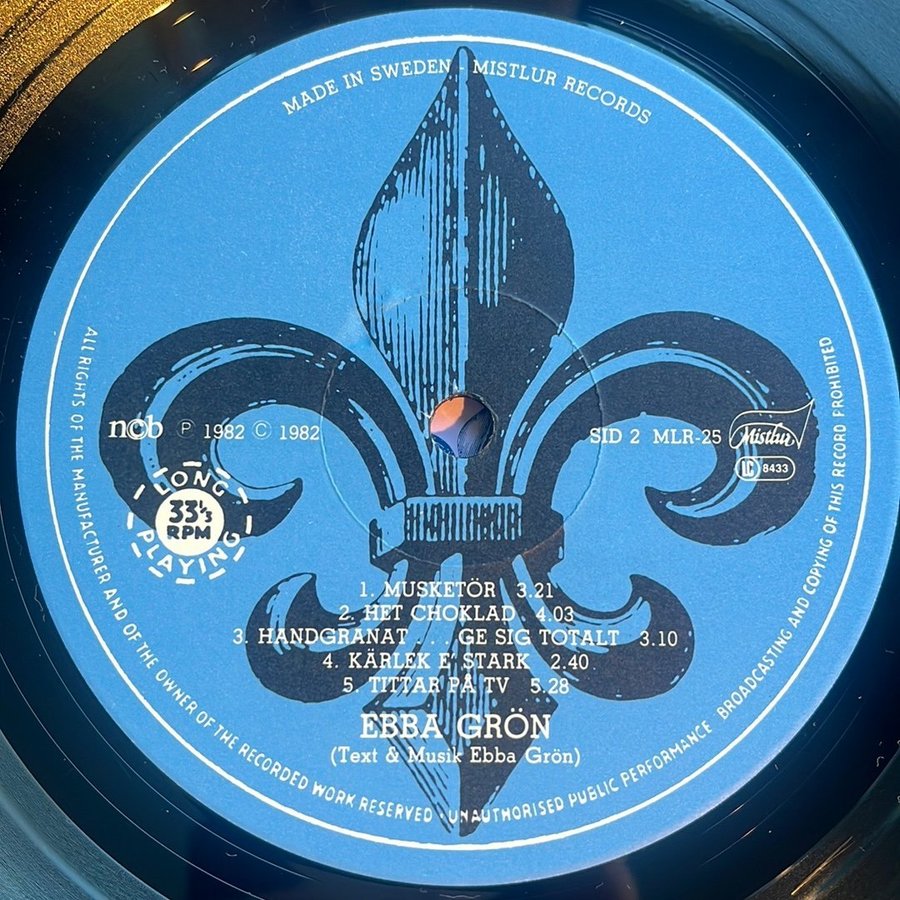 MADE IN SWEDEN - MISTLUR RECORDS
ncb Ⓟ 1982 © 1982
SID 2 MLR-25
Mistlur
LC 8433
LONG
33⅓
RPM
PLAYING
1. MUSKETÖR 3.21
2. HET CHOKLAD 4.03
3. HANDGRANAT . . . GE SIG TOTALT 3.10
4. KÄRLEK E' STARK 2.40
5. TITTAR PÅ TV 5.28
EBBA GRÖN
(Text & Musik Ebba Grön)
ALL RIGHTS OF THE MANUFACTURER AND OF THE OWNER OF THE RECORDED WORK RESERVED · UNAUTHORISED PUBLIC PERFORMANCE BROADCASTING AND COPYING OF THIS RECORD FROHIBITED